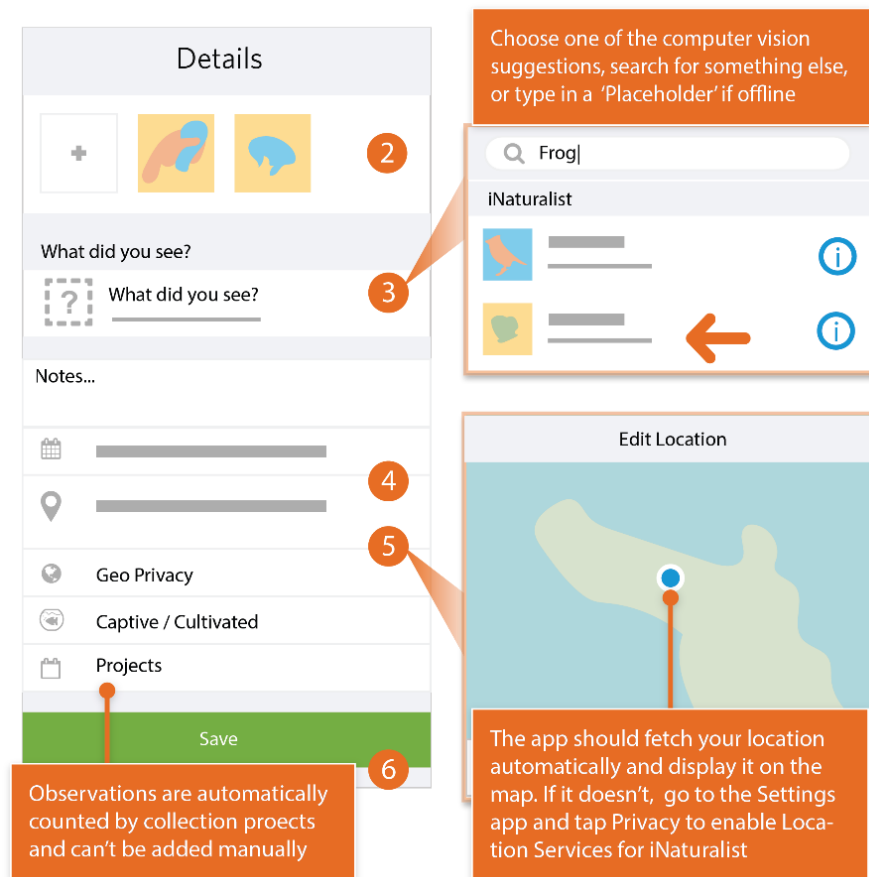 Details
2
What did you see?
What did you see?
3
Notes...
4
5
Geo Privacy
Captive / Cultivated
Projects
Save
6
Observations are automatically
counted by collection proects
and can't be added manually
Choose one of the computer vision
suggestions, search for something else,
or type in a ‘Placeholder’ if offline
Frog
iNaturalist
Edit Location
The app should fetch your location
automatically and display it on the
map. If it doesn't, go to the Settings
app and tap Privacy to enable Loca-
tion Services for iNaturalist